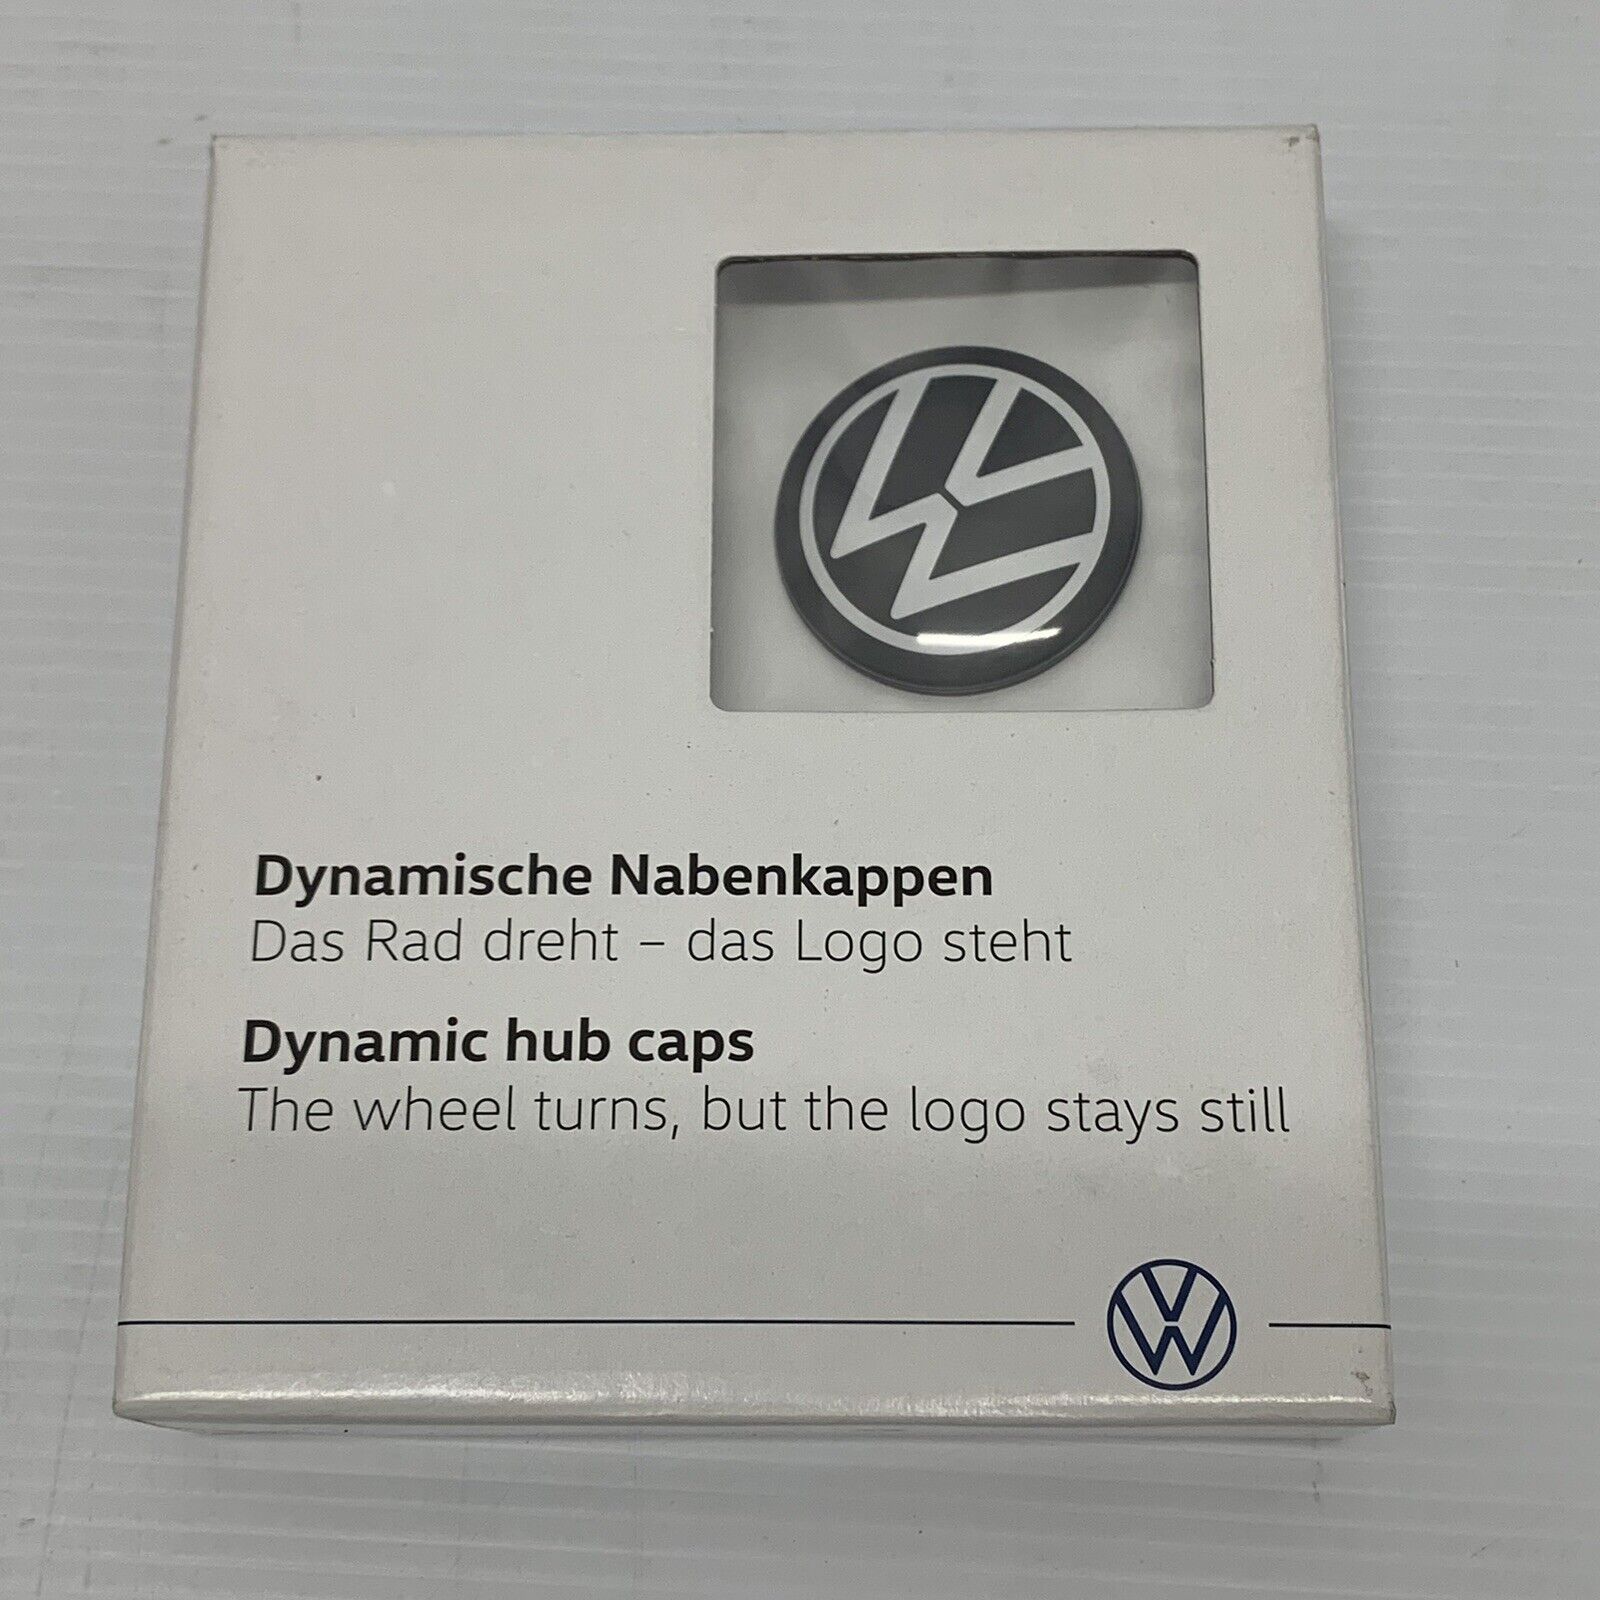 Dynamische Nabenkappen
Das Rad dreht – das Logo steht
Dynamic hub caps
The wheel turns, but the logo stays still